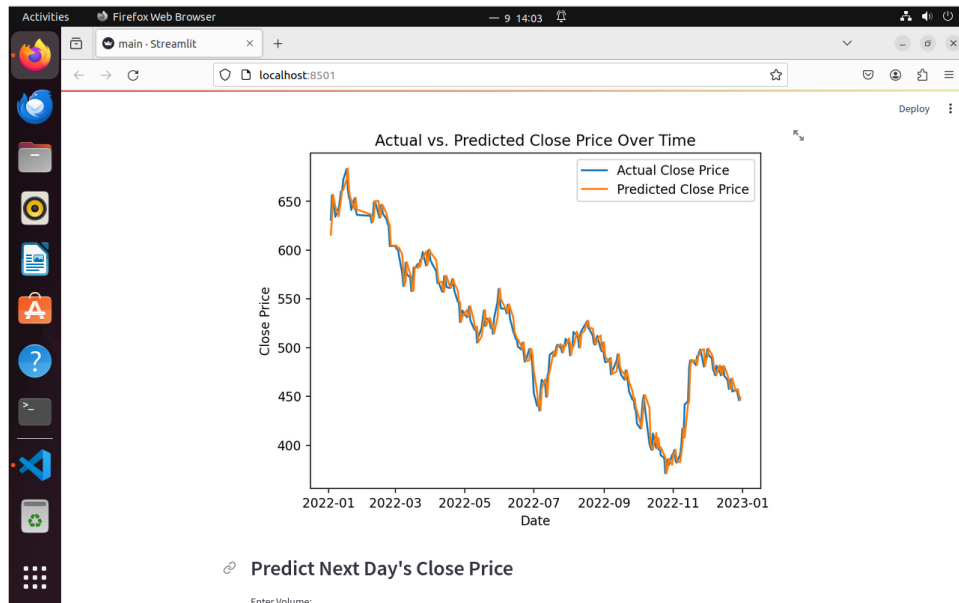 Activities Firefox Web Browser — 9 14:03
main · Streamlit
localhost:8501
Deploy
Actual vs. Predicted Close Price Over Time
Actual Close Price
Predicted Close Price
650
600
550
500
450
400
Close Price
2022-01 2022-03 2022-05 2022-07 2022-09 2022-11 2023-01
Date
Predict Next Day's Close Price
Enter Volume: